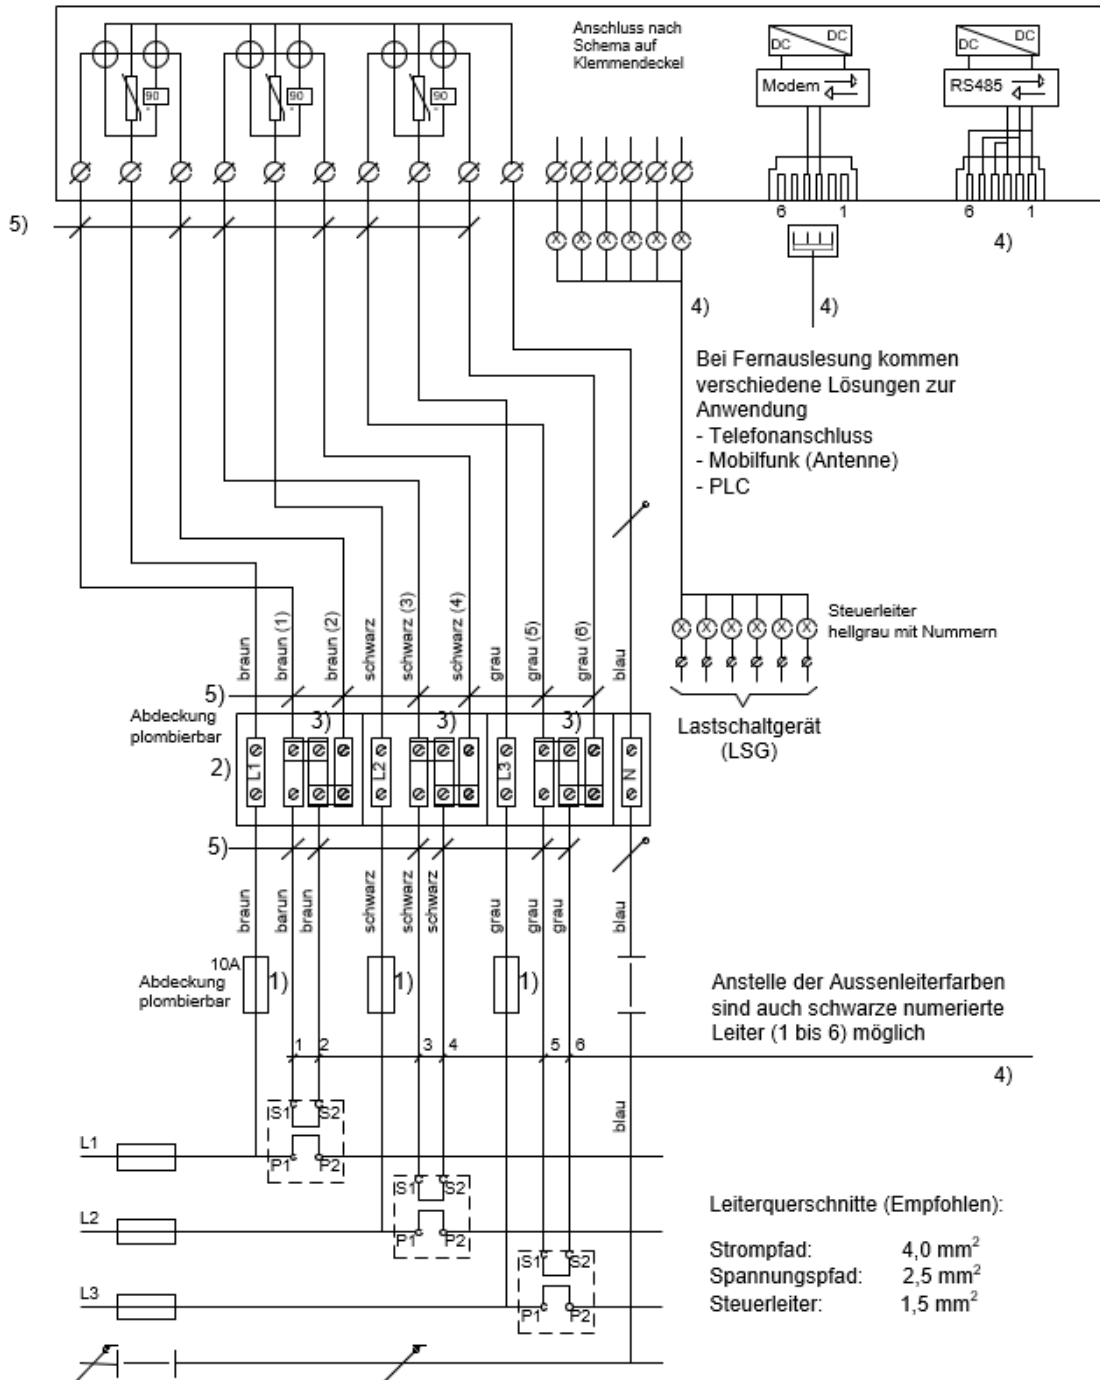 Anschluss nach
Schema auf
Klemmendeckel
DC
DC
DC
DC
Modem
RS485
90
90
90
6
1
6
1
5)
4)
4)
4)
Bei Fernauslesung kommen
verschiedene Lösungen zur
Anwendung
- Telefonanschluss
- Mobilfunk (Antenne)
- PLC
braun
braun (1)
braun (2)
schwarz
schwarz (3)
schwarz (4)
grau
grau (5)
grau (6)
blau
Steuerleiter
hellgrau mit Nummern
5)
Abdeckung
plombierbar
3)
3)
3)
Lastschaltgerät
(LSG)
2)
L1
L2
L3
N
5)
braun
barun
braun
schwarz
schwarz
schwarz
grau
grau
grau
blau
10A
Abdeckung
plombierbar
1)
1)
1)
Anstelle der Aussenleiterfarben
sind auch schwarze numerierte
Leiter (1 bis 6) möglich
1
2
3
4
5
6
4)
blau
S1
S2
L1
P1
P2
S1
S2
L2
P1
P2
S1
S2
L3
P1
P2
Leiterquerschnitte (Empfohlen):
Strompfad: 4,0 mm²
Spannungspfad: 2,5 mm²
Steuerleiter: 1,5 mm²